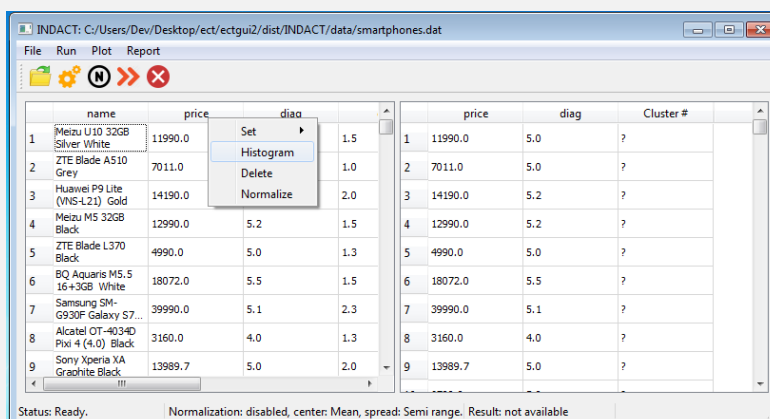 INDACT: C:/Users/Dev/Desktop/ect/ectgui2/dist/INDACT/data/smartphones.dat
File Run Plot Report
N
name price diag
1 Meizu U10 32GB Silver White 11990.0 1.5
2 ZTE Blade A510 Grey 7011.0 1.0
3 Huawei P9 Lite (VNS-L21) Gold 14190.0 2.0
4 Meizu M5 32GB Black 12990.0 5.2 1.5
5 ZTE Blade L370 Black 4990.0 5.0 1.3
6 BQ Aquaris M5.5 16+3GB White 18072.0 5.5 1.5
7 Samsung SM-G930F Galaxy S7... 39990.0 5.1 2.3
8 Alcatel OT-4034D Pixi 4 (4.0) Black 3160.0 4.0 1.3
9 Sony Xperia XA Graphite Black 13989.7 5.0 2.0
Set
Histogram
Delete
Normalize
price diag Cluster #
1 11990.0 5.0 ?
2 7011.0 5.0 ?
3 14190.0 5.2 ?
4 12990.0 5.2 ?
5 4990.0 5.0 ?
6 18072.0 5.5 ?
7 39990.0 5.1 ?
8 3160.0 4.0 ?
9 13989.7 5.0 ?
Status: Ready. Normalization: disabled, center: Mean, spread: Semi range. Result: not available